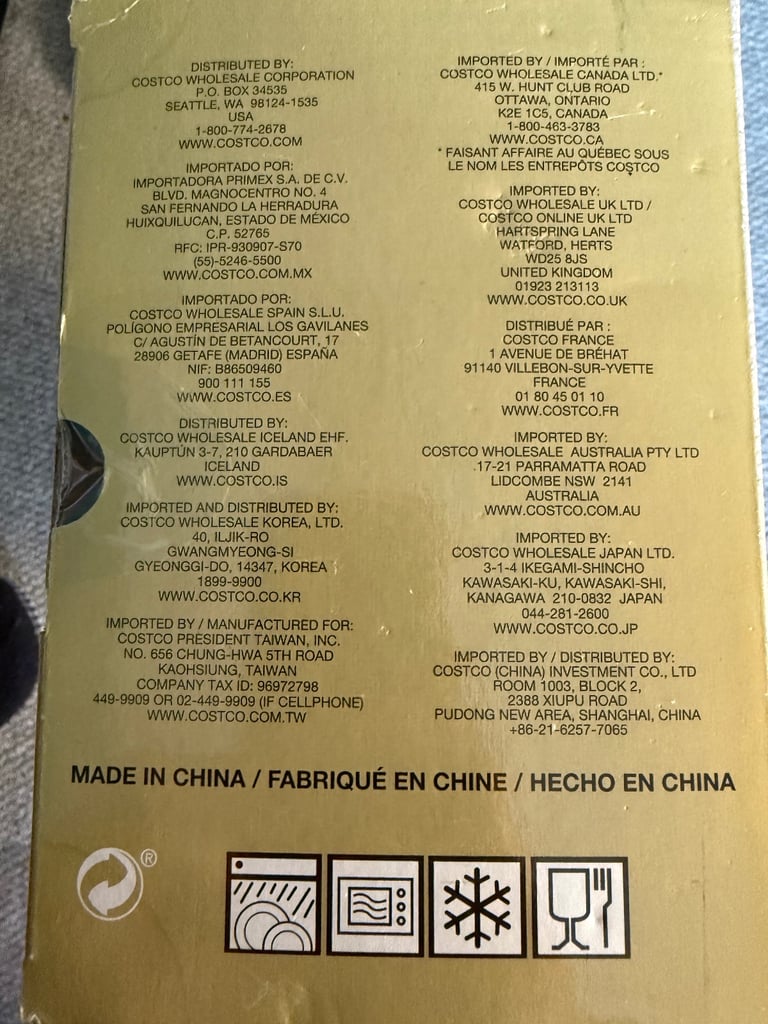 DISTRIBUTED BY:
COSTCO WHOLESALE CORPORATION
P.O. BOX 34535
SEATTLE, WA 98124-1535
USA
1-800-774-2678
WWW.COSTCO.COM
IMPORTADO POR:
IMPORTADORA PRIMEX S.A. DE C.V.
BLVD. MAGNOCENTRO NO. 4
SAN FERNANDO LA HERRADURA
HUIXQUILUCAN, ESTADO DE MÉXICO
C.P. 52765
RFC: IPR-930907-S70
(55)-5246-5500
WWW.COSTCO.COM.MX
IMPORTADO POR:
COSTCO WHOLESALE SPAIN S.L.U.
POLÍGONO EMPRESARIAL LOS GAVILANES
C/ AGUSTÍN DE BETANCOURT, 17
28906 GETAFE (MADRID) ESPAÑA
NIF: B86509460
900 111 155
WWW.COSTCO.ES
DISTRIBUTED BY:
COSTCO WHOLESALE ICELAND EHF.
KAUPTÚN 3-7, 210 GARDABAER
ICELAND
WWW.COSTCO.IS
IMPORTED AND DISTRIBUTED BY:
COSTCO WHOLESALE KOREA, LTD.
40, ILJIK-RO
GWANGMYEONG-SI
GYEONGGI-DO, 14347, KOREA
1899-9900
WWW.COSTCO.CO.KR
IMPORTED BY / MANUFACTURED FOR:
COSTCO PRESIDENT TAIWAN, INC.
NO. 656 CHUNG-HWA 5TH ROAD
KAOHSIUNG, TAIWAN
COMPANY TAX ID: 96972798
449-9909 OR 02-449-9909 (IF CELLPHONE)
WWW.COSTCO.COM.TW
IMPORTED BY / IMPORTÉ PAR :
COSTCO WHOLESALE CANADA LTD.*
415 W. HUNT CLUB ROAD
OTTAWA, ONTARIO
K2E 1C5, CANADA
1-800-463-3783
WWW.COSTCO.CA
* FAISANT AFFAIRE AU QUÉBEC SOUS
LE NOM LES ENTREPÔTS COSTCO
IMPORTED BY:
COSTCO WHOLESALE UK LTD /
COSTCO ONLINE UK LTD
HARTSPRING LANE
WATFORD, HERTS
WD25 8JS
UNITED KINGDOM
01923 213113
WWW.COSTCO.CO.UK
DISTRIBUÉ PAR :
COSTCO FRANCE
1 AVENUE DE BRÉHAT
91140 VILLEBON-SUR-YVETTE
FRANCE
01 80 45 01 10
WWW.COSTCO.FR
IMPORTED BY:
COSTCO WHOLESALE AUSTRALIA PTY LTD
17-21 PARRAMATTA ROAD
LIDCOMBE NSW 2141
AUSTRALIA
WWW.COSTCO.COM.AU
IMPORTED BY:
COSTCO WHOLESALE JAPAN LTD.
3-1-4 IKEGAMI-SHINCHO
KAWASAKI-KU, KAWASAKI-SHI,
KANAGAWA 210-0832 JAPAN
044-281-2600
WWW.COSTCO.CO.JP
IMPORTED BY / DISTRIBUTED BY:
COSTCO (CHINA) INVESTMENT CO., LTD
ROOM 1003, BLOCK 2,
2388 XIUPU ROAD
PUDONG NEW AREA, SHANGHAI, CHINA
+86-21-6257-7065
MADE IN CHINA / FABRIQUÉ EN CHINE / HECHO EN CHINA
®